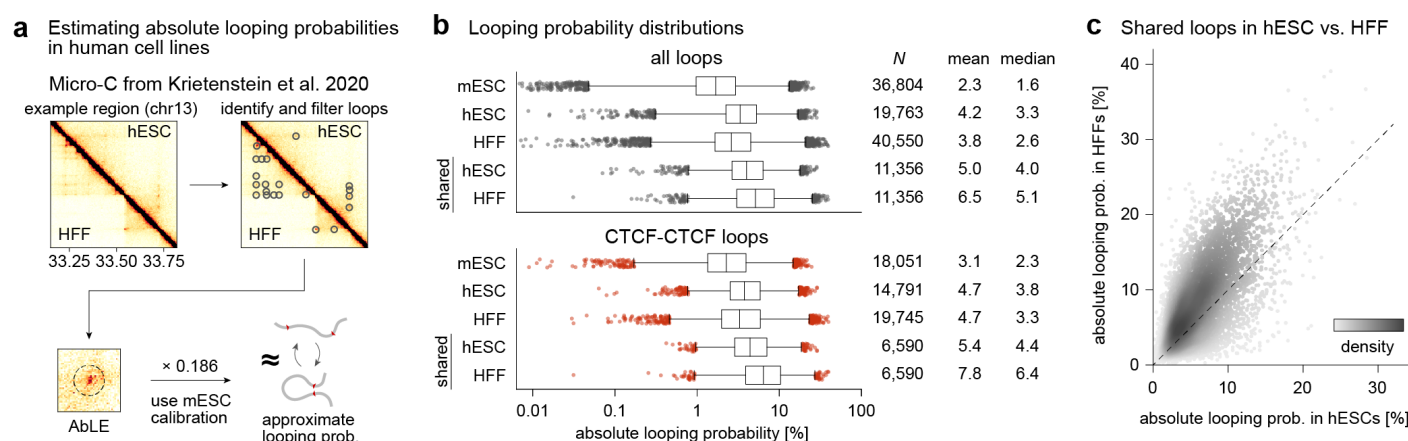 a Estimating absolute looping probabilities
in human cell lines
Micro-C from Krietenstein et al. 2020
example region (chr13)
identify and filter loops
hESC
HFF
33.25 33.50 33.75
hESC
HFF
AbLE
× 0.186
use mESC
calibration
≈
approximate
looping prob.
b Looping probability distributions
all loops N mean median
mESC 36,804 2.3 1.6
hESC 19,763 4.2 3.3
HFF 40,550 3.8 2.6
shared
hESC 11,356 5.0 4.0
HFF 11,356 6.5 5.1
CTCF-CTCF loops
mESC 18,051 3.1 2.3
hESC 14,791 4.7 3.8
HFF 19,745 4.7 3.3
shared
hESC 6,590 5.4 4.4
HFF 6,590 7.8 6.4
0.01 0.1 1 10 100
absolute looping probability [%]
c Shared loops in hESC vs. HFF
absolute looping prob. in HFFs [%]
40
30
20
10
0
density
0 10 20 30
absolute looping prob. in hESCs [%]